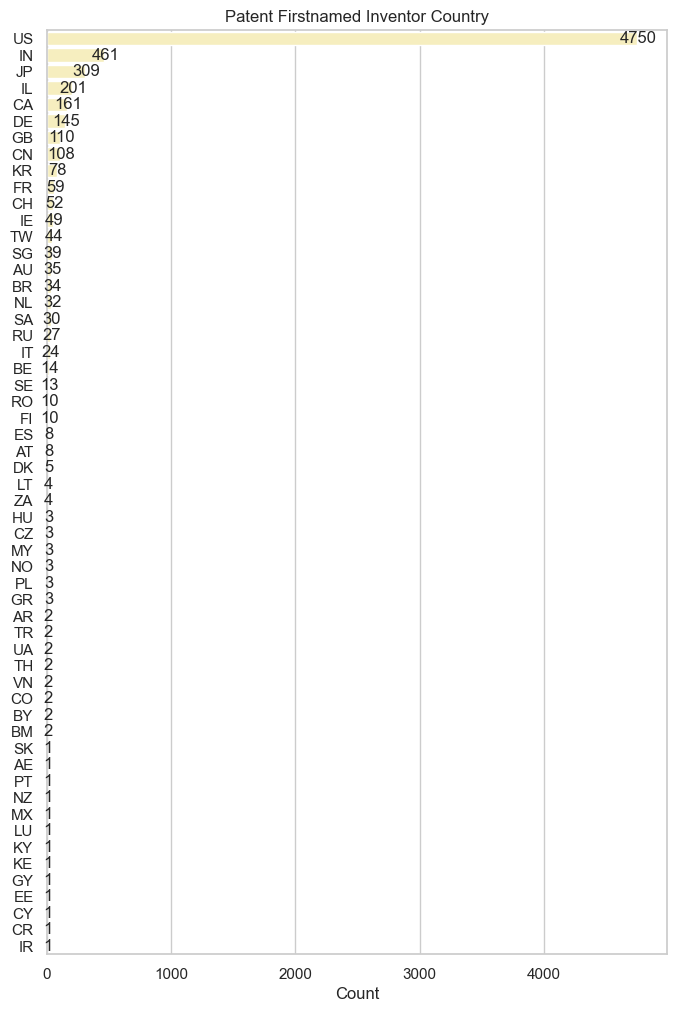 Patent Firstnamed Inventor Country
US 4750
IN 461
JP 309
IL 201
CA 161
DE 145
GB 110
CN 108
KR 78
FR 59
CH 52
IE 49
TW 44
SG 39
AU 35
BR 34
NL 32
SA 30
RU 27
IT 24
BE 14
SE 13
RO 10
FI 10
ES 8
AT 8
DK 5
LT 4
ZA 4
HU 3
CZ 3
MY 3
NO 3
PL 3
GR 3
AR 2
TR 2
UA 2
TH 2
VN 2
CO 2
BY 2
BM 2
SK 1
AE 1
PT 1
NZ 1
MX 1
LU 1
KY 1
KE 1
GY 1
EE 1
CY 1
CR 1
IR 1
0 1000 2000 3000 4000
Count